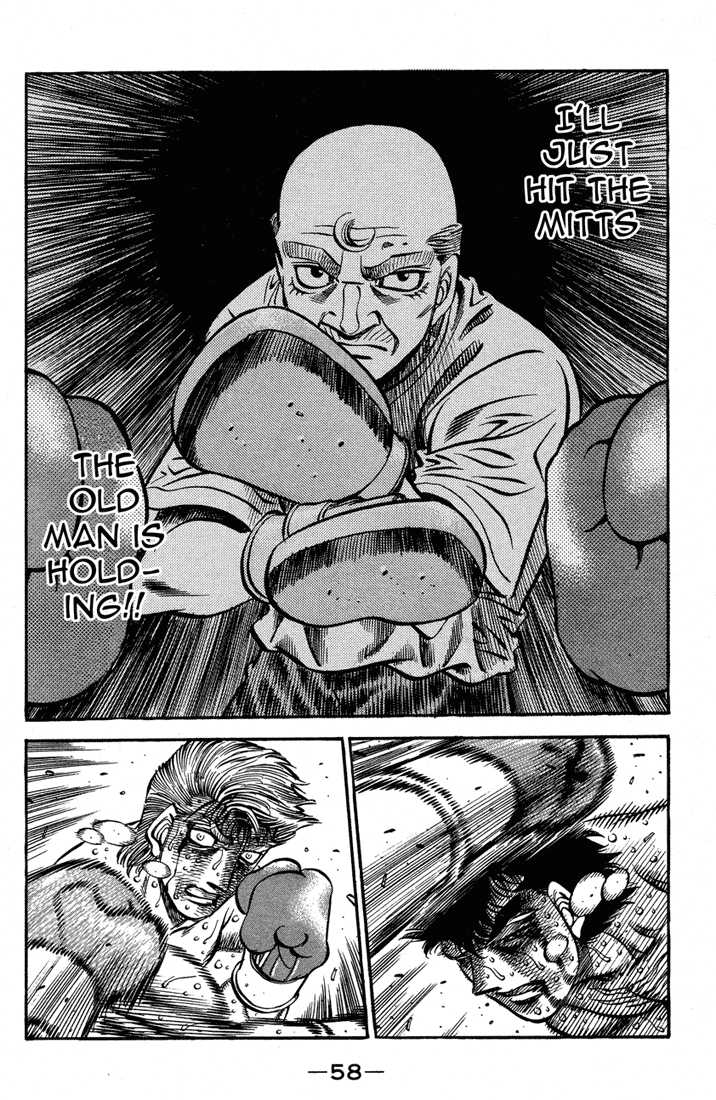 I'LL
JUST
HIT THE
MITTS
THE
OLD
MAN IS
HOLD-
ING!!
—58—